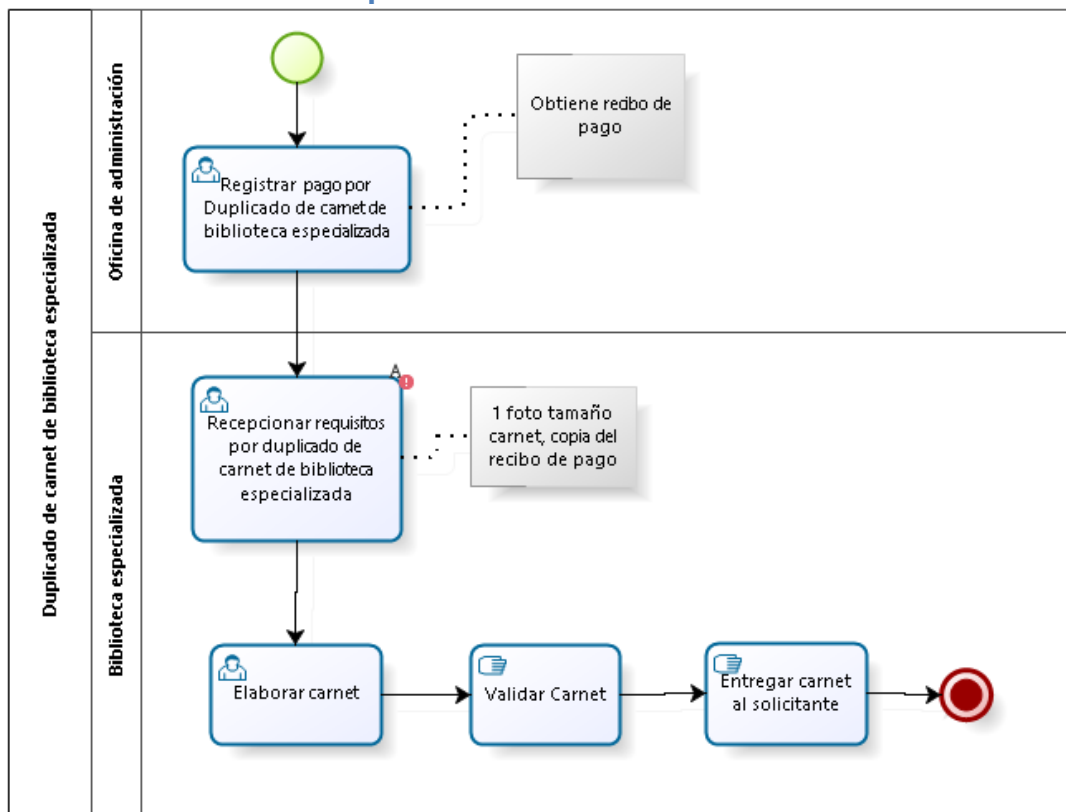 Duplicado de carnet de biblioteca especializada
Oficina de administración
Obtiene recibo de
pago
Registrar pago por
Duplicado de carnet de
biblioteca especializada
Biblioteca especializada
A
Recepcionar requisitos
por duplicado de
carnet de biblioteca
especializada
1 foto tamaño
carnet, copia del
recibo de pago
Elaborar carnet
Validar Carnet
Entregar carnet
al solicitante